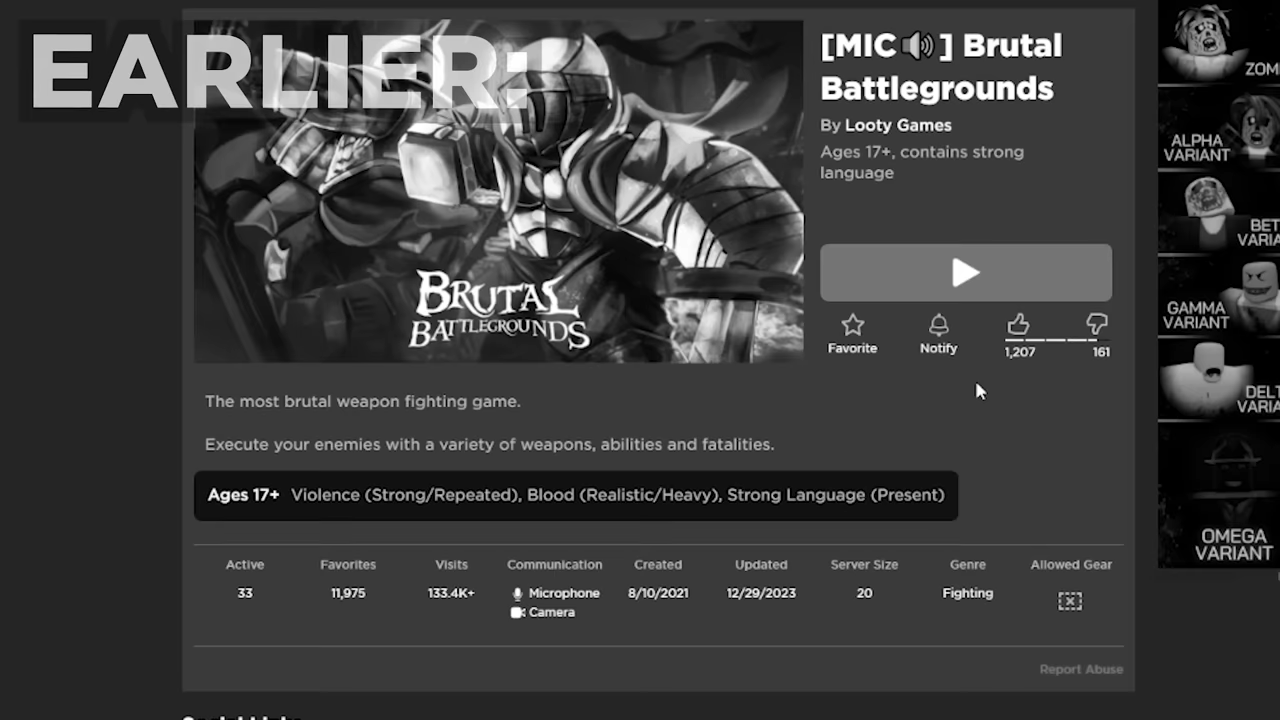 EARLIER:
[MIC🔊] Brutal
Battlegrounds
By Looty Games
Ages 17+, contains strong
language
BRUTAL
BATTLEGROUNDS
Favorite
Notify
1,207
161
The most brutal weapon fighting game.
Execute your enemies with a variety of weapons, abilities and fatalities.
Ages 17+ Violence (Strong/Repeated), Blood (Realistic/Heavy), Strong Language (Present)
Active Favorites Visits Communication Created Updated Server Size Genre Allowed Gear
33 11,975 133.4K+ Microphone 8/10/2021 12/29/2023 20 Fighting
Camera
Report Abuse
ALPHA
VARIANT
GAMMA
VARIANT
OMEGA
VARIANT